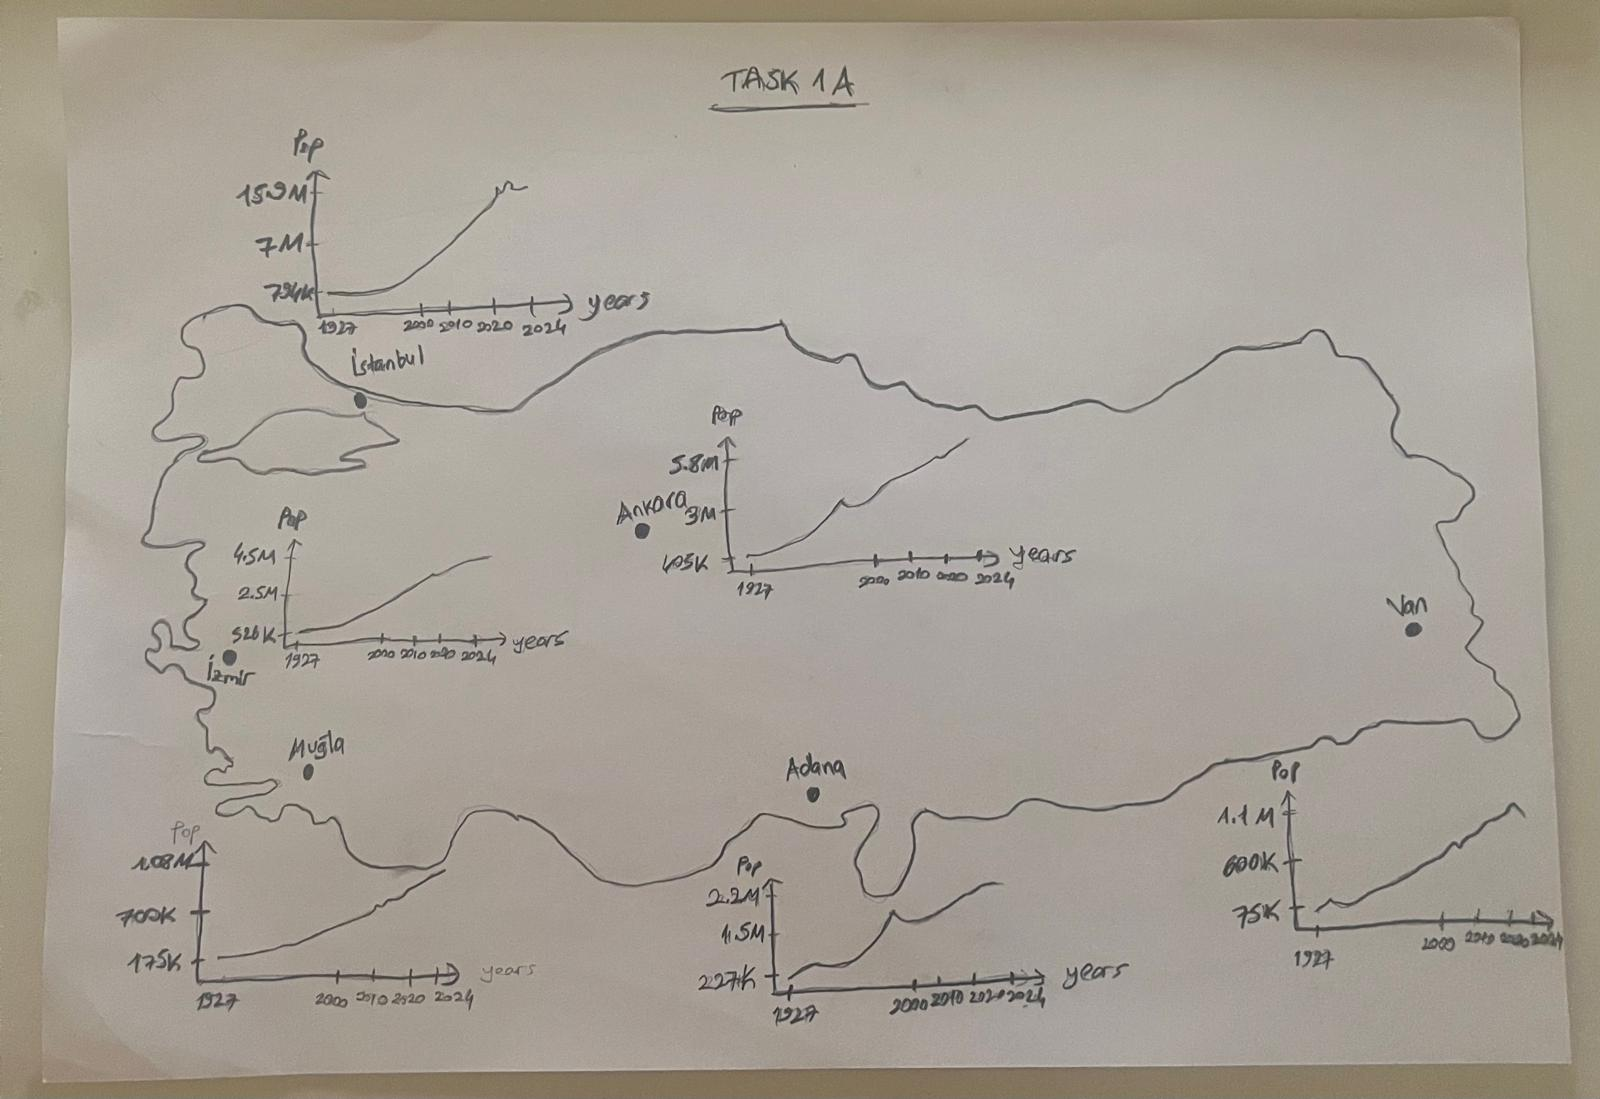 TASK 1A
Pop
15.9M
7M
794K
1927 2000 2010 2020 2024 years
İstanbul
Pop
5.8M
Ankara
3M
405K
1927 2000 2010 2020 2024 years
Pop
4.5M
2.5M
526K
1927 2000 2010 2020 2024 years
İzmir
Van
Muğla
Adana
Pop
1.08M
700K
175K
1927 2000 2010 2020 2024 years
Pop
2.2M
1.5M
227K
1927 2000 2010 2020 2024 years
Pop
1.1M
600K
75K
1927 2000 2010 2020 2024